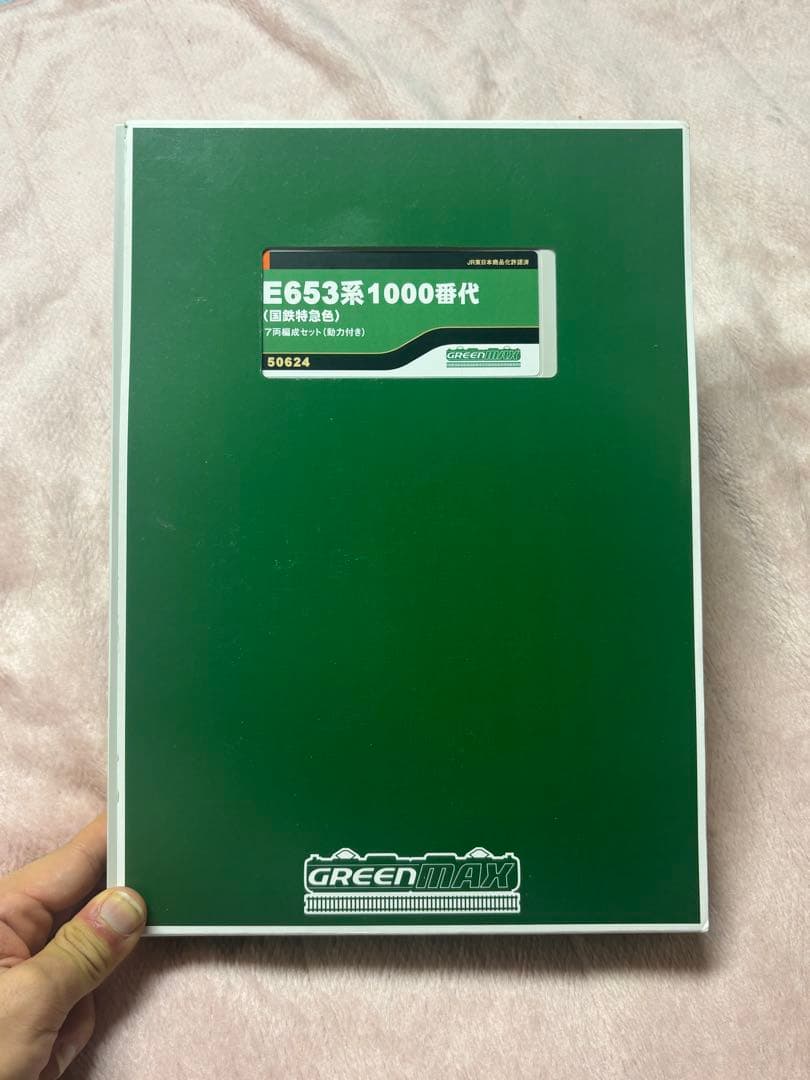 JR東日本商品化許諾済
E653系1000番代
(国鉄特急色)
7両編成セット(動力付き)
50624
GREENMAX
GREENMAX